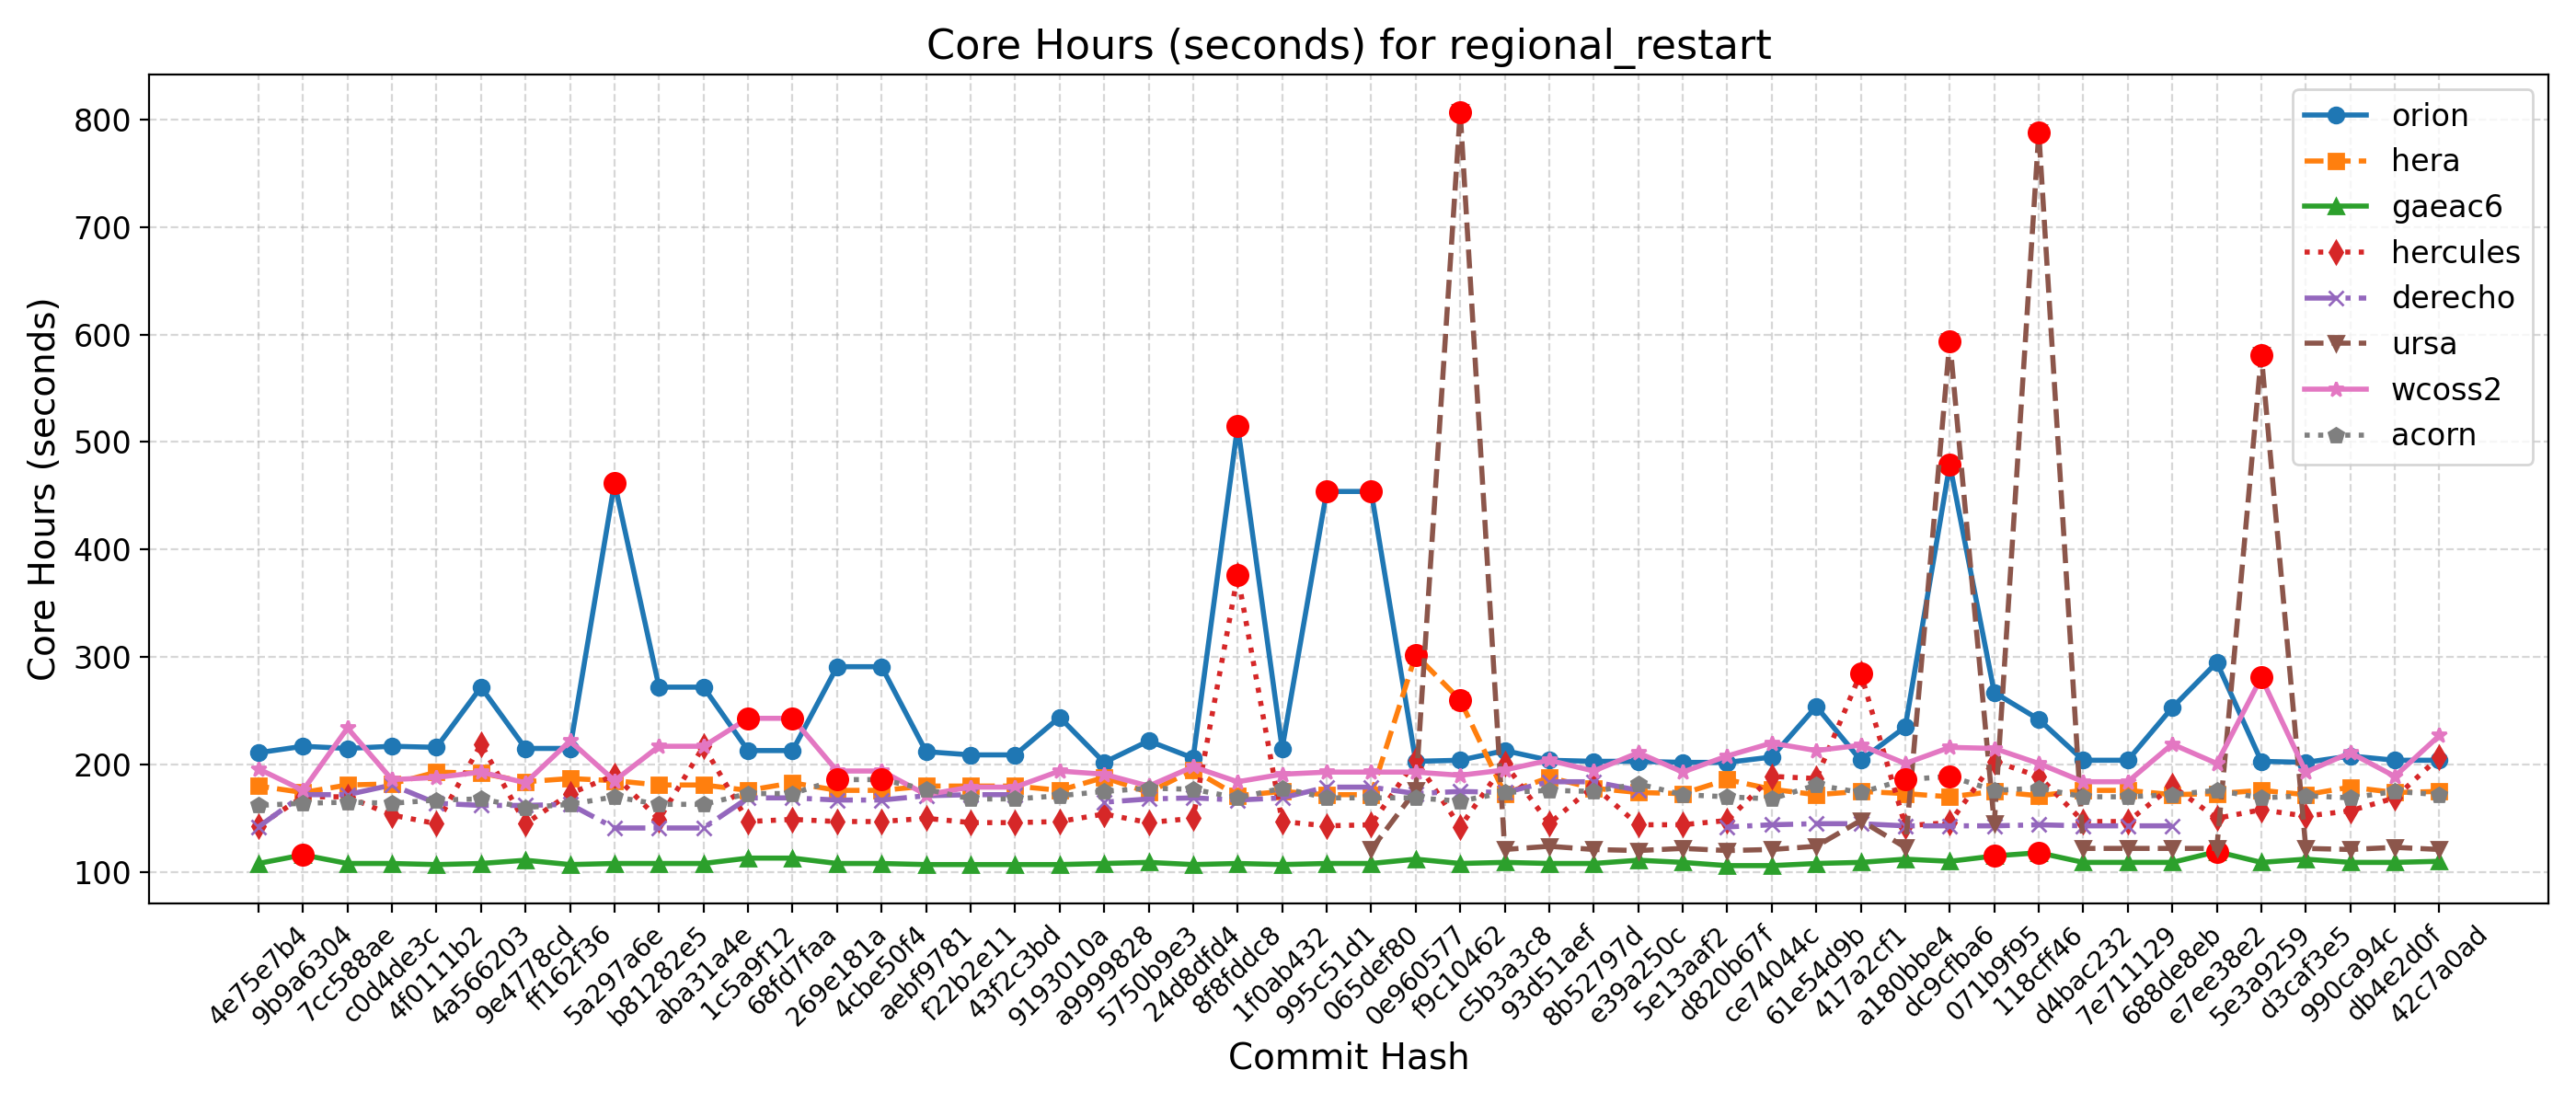 Core Hours (seconds) for regional_restart
Core Hours (seconds)
800
700
600
500
400
300
200
100
orion
hera
gaeac6
hercules
derecho
ursa
wcoss2
acorn
4e75e7b4
9b9a6304
7cc588ae
c0d4de3c
4f0111b2
4a566203
9e4778cd
ff162f36
5a297a6e
b81282e5
aba31a4e
1c5a9f12
68fd7faa
269e181a
4cbe50f4
aebf9781
f22b2e11
43f2c3bd
9193010a
a9999828
5750b9e3
24d8dfd4
8f8fddc8
1f0ab432
995c51d1
065def80
0e960577
f9c10462
c5b3a3c8
93d51aef
8b52797d
e39a250c
5e13aaf2
d820b67f
ce74044c
61e54d9b
417a2cf1
a180bbe4
dc9cfba6
071b9f95
118cff46
d4bac232
7e711129
688de8eb
e7ee38e2
5e3a9259
d3caf3e5
990ca94c
db4e2d0f
42c7a0ad
Commit Hash